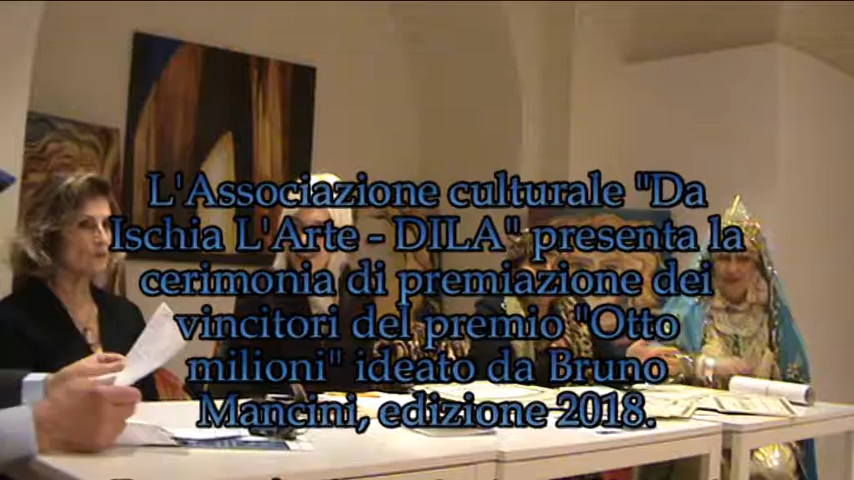 L'Associazione culturale "Da
Ischia L'Arte - DILA" presenta la
cerimonia di premiazione dei
vincitori del premio "Otto
milioni" ideato da Bruno
Mancini, edizione 2018.